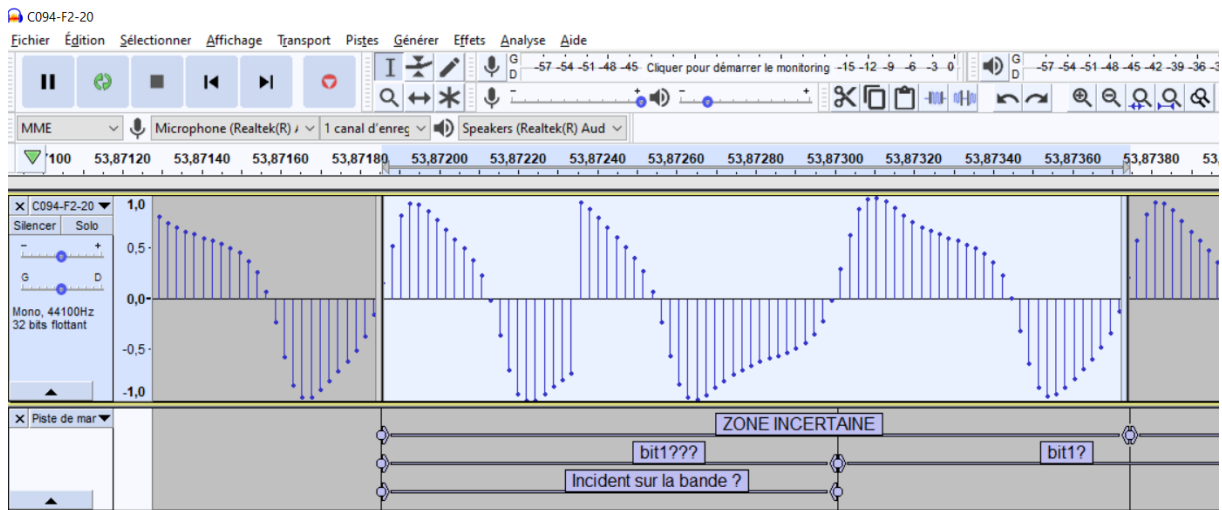 C094-F2-20
Fichier Édition Sélectionner Affichage Transport Pistes Générer Effets Analyse Aide
G D -57 -54 -51 -48 -45 Cliquer pour démarrer le monitoring -15 -12 -9 -6 -3 0 G D -57 -54 -51 -48 -45 -42 -39 -36 -3
MME Microphone (Realtek(R) 1 canal d'enreg Speakers (Realtek(R) Aud
100 53,87120 53,87140 53,87160 53,87180 53,87200 53,87220 53,87240 53,87260 53,87280 53,87300 53,87320 53,87340 53,87360 53,87380 53,
× C094-F2-20 1,0
Silencer Solo
- + 0,5
G D
0,0
Mono, 44100Hz
32 bits flottant
-0,5
-1,0
× Piste de mar
ZONE INCERTAINE
bit1??? bit1?
Incident sur la bande ?